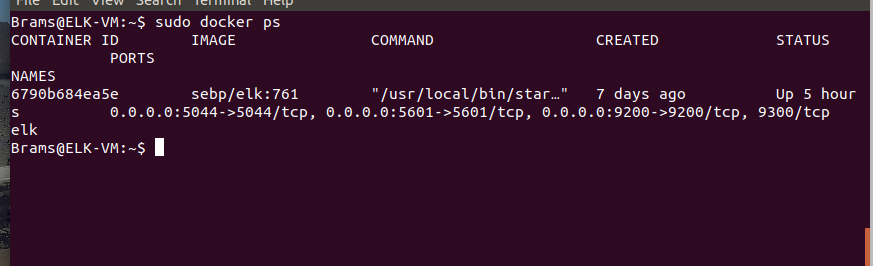 File Edit View Search Terminal Help
Brams@ELK-VM:~$ sudo docker ps
CONTAINER ID        IMAGE               COMMAND                  CREATED             STATUS
           PORTS
NAMES
6790b684ea5e        sebp/elk:761        "/usr/local/bin/star…"   7 days ago          Up 5 hour
s          0.0.0.0:5044->5044/tcp, 0.0.0.0:5601->5601/tcp, 0.0.0.0:9200->9200/tcp, 9300/tcp
elk
Brams@ELK-VM:~$